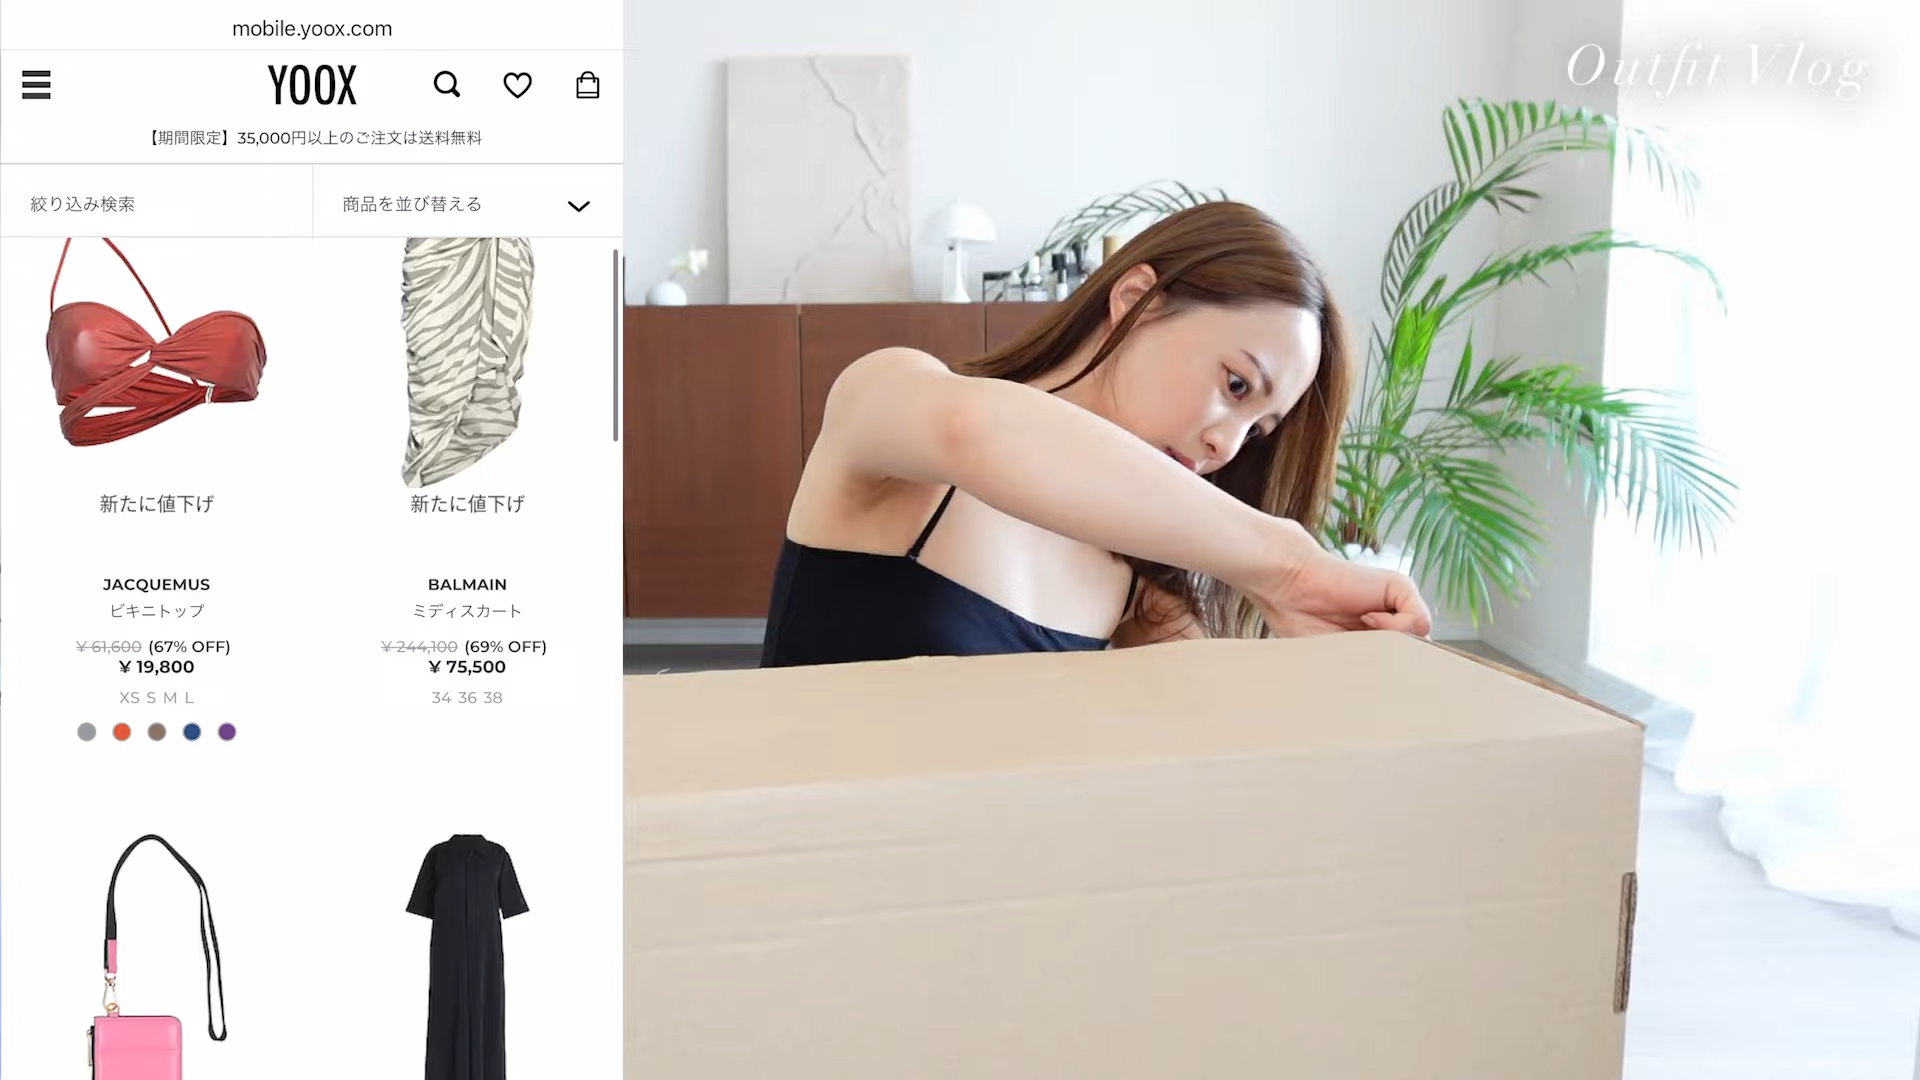 mobile.yoox.com
YOOX
【期間限定】35,000円以上のご注文は送料無料
絞り込み検索
商品を並び替える
新たに値下げ
新たに値下げ
JACQUEMUS
ビキニトップ
¥ 61,600 (67% OFF)
¥ 19,800
XS S M L
BALMAIN
ミディスカート
¥ 244,100 (69% OFF)
¥ 75,500
34 36 38
Outfit Vlog